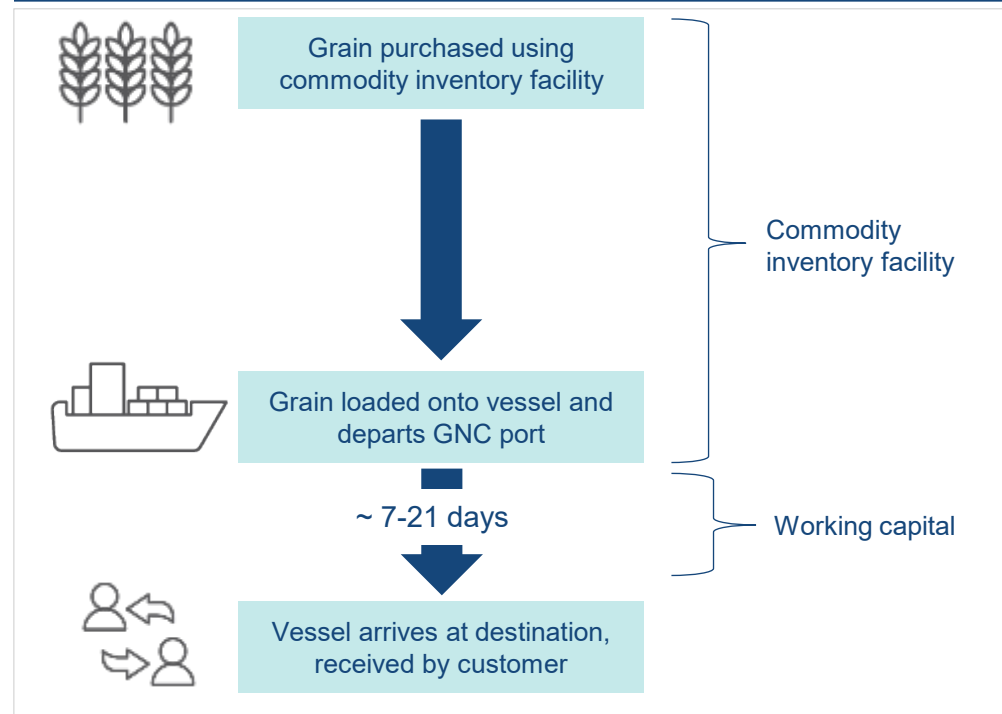 Grain purchased using
commodity inventory facility
Commodity
inventory facility
Grain loaded onto vessel and
departs GNC port
~ 7-21 days
Working capital
Vessel arrives at destination,
received by customer